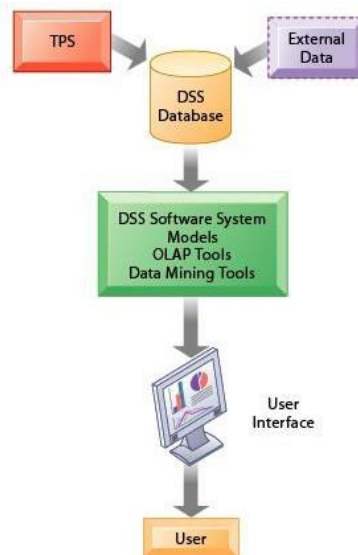 TPS
External
Data
DSS
Database
DSS Software System
Models
OLAP Tools
Data Mining Tools
User
Interface
User